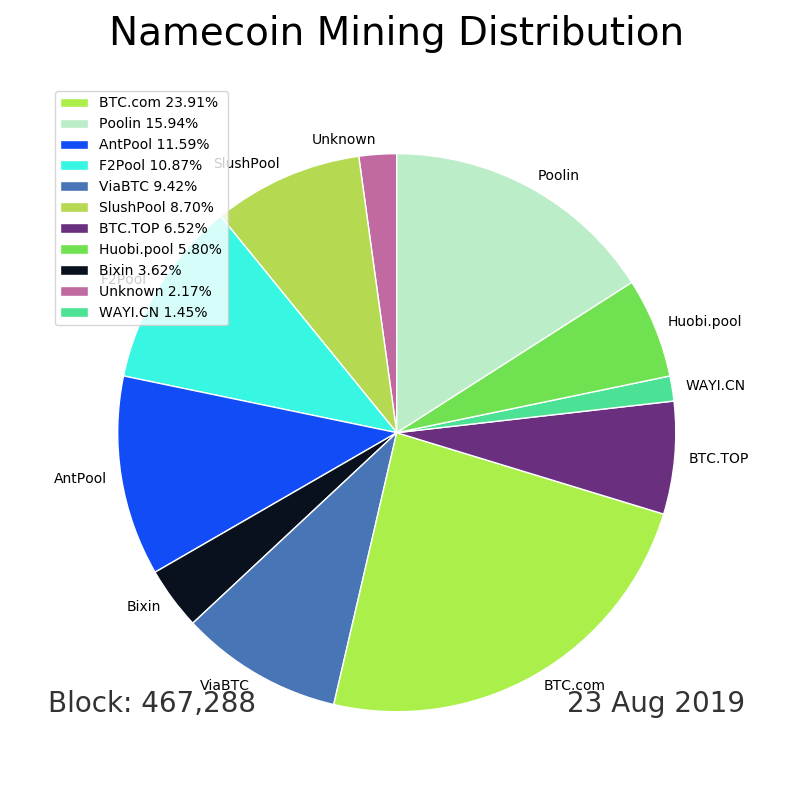 Namecoin Mining Distribution
BTC.com 23.91%
Poolin 15.94%
AntPool 11.59%
F2Pool 10.87%
ViaBTC 9.42%
SlushPool 8.70%
BTC.TOP 6.52%
Huobi.pool 5.80%
Bixin 3.62%
Unknown 2.17%
WAYI.CN 1.45%
Unknown
SlushPool
Poolin
F2Pool
Huobi.pool
WAYI.CN
BTC.TOP
AntPool
Bixin
ViaBTC
BTC.com
Block: 467,288
23 Aug 2019